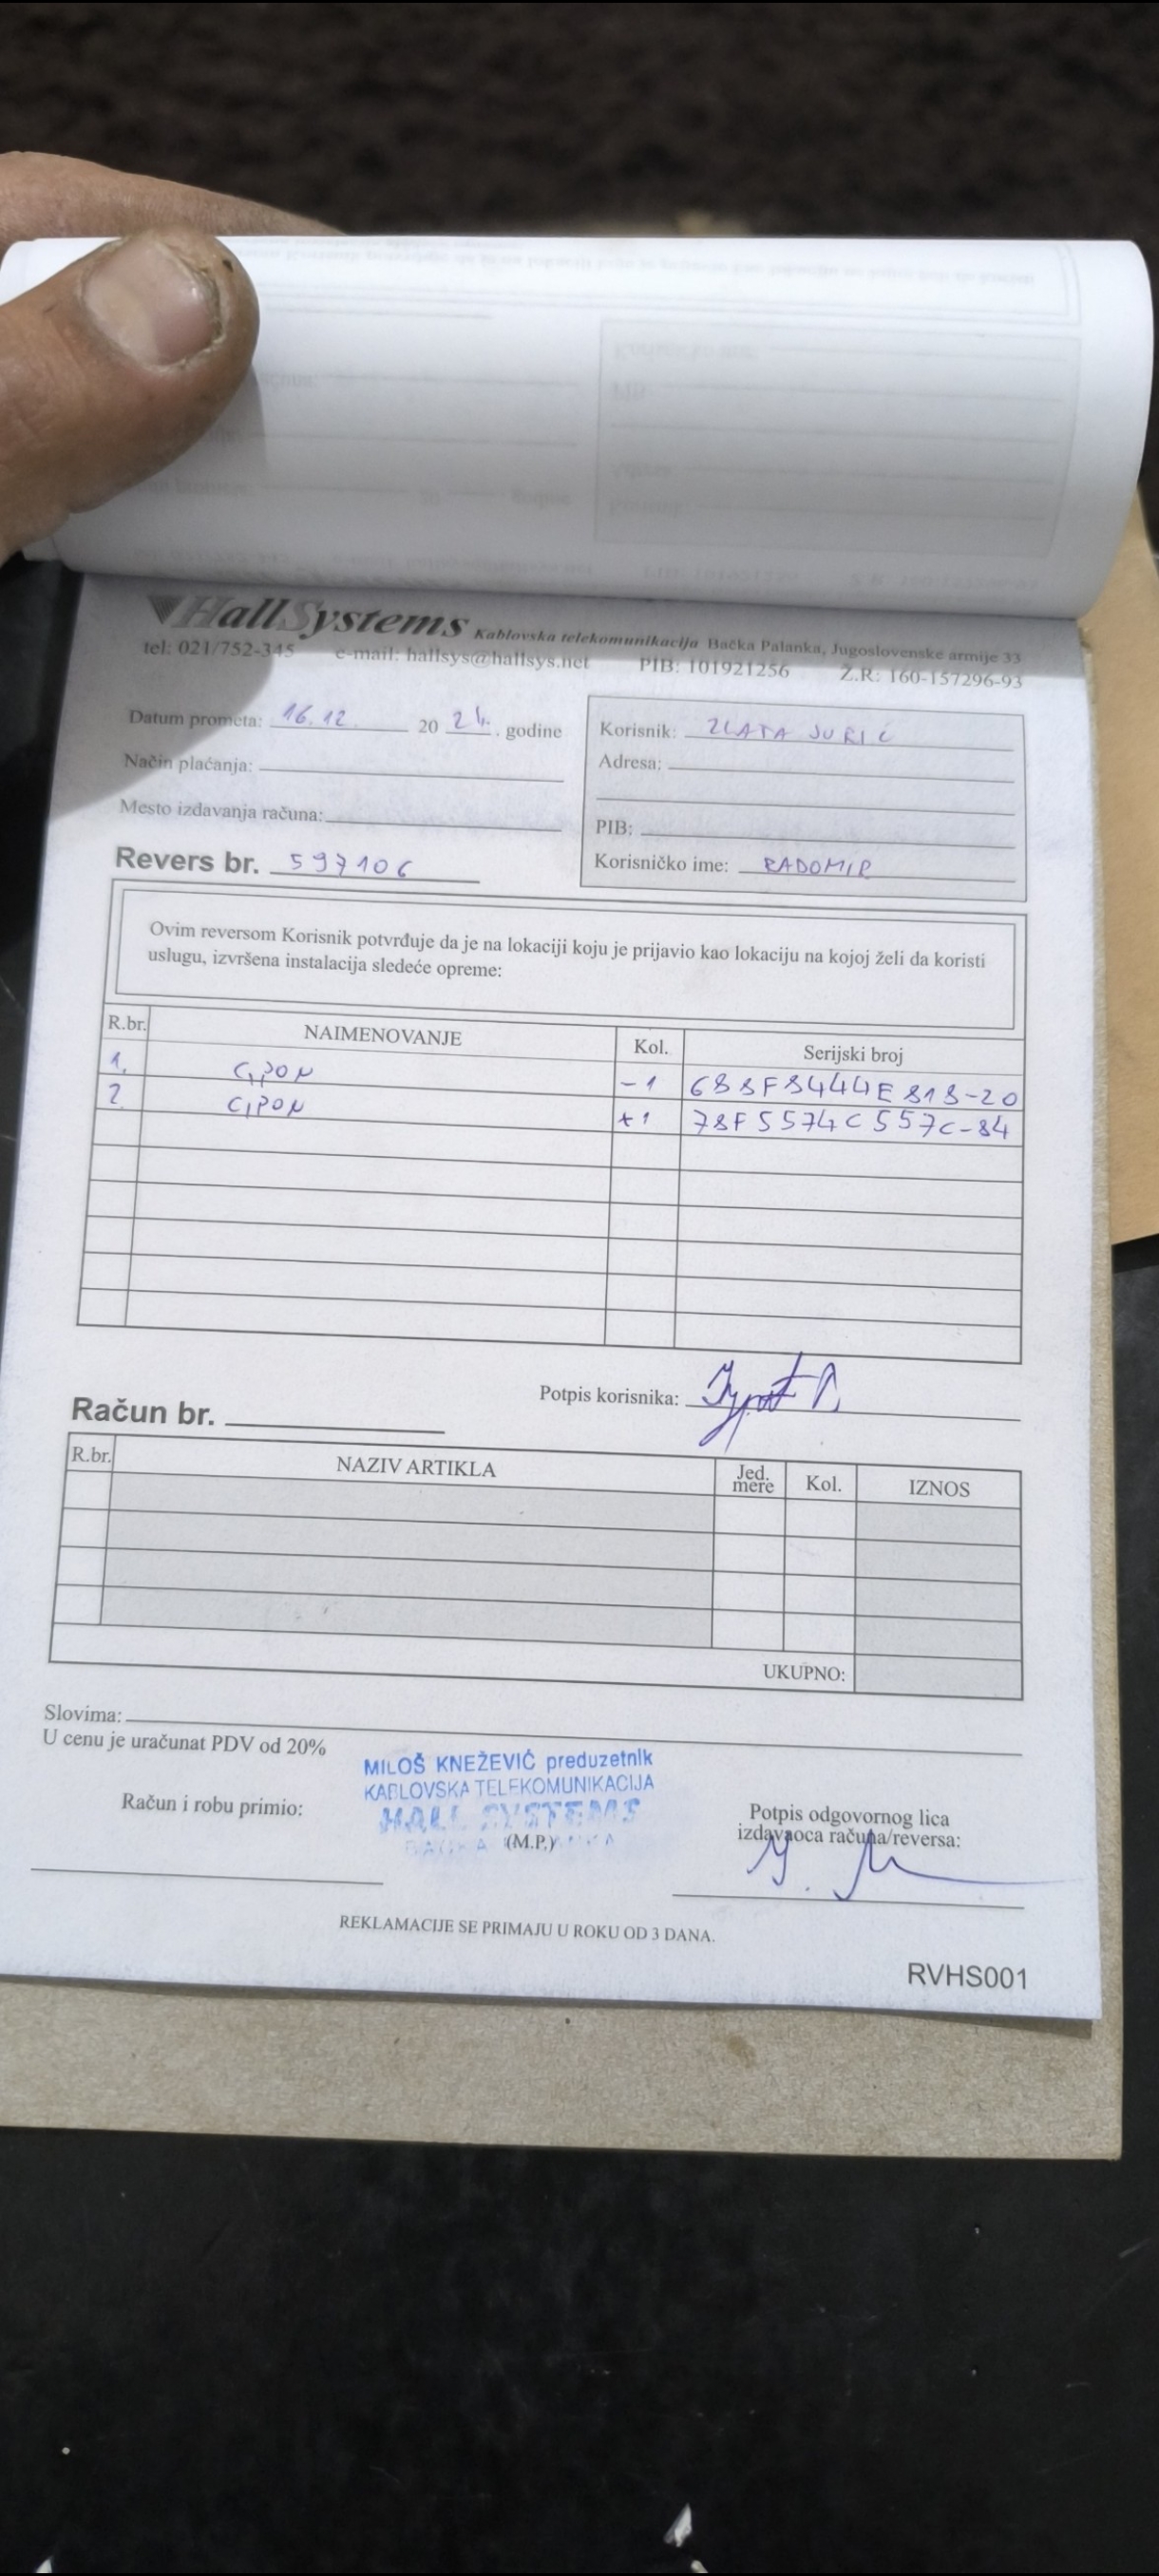 HallSystems Kablovska telekomunikacija Bačka Palanka, Jugoslovenske armije 33
tel: 021/752-345 e-mail: hallsys@hallsys.net PIB: 101921256 Ž.R: 160-157296-93
Datum prometa: 16.12. 20 24. godine
Način plaćanja:
Mesto izdavanja računa:
Revers br. 597106
Korisnik: ZLATA JURIĆ
Adresa:
PIB:
Korisničko ime: RADOMIR
Ovim reversom Korisnik potvrđuje da je na lokaciji koju je prijavio kao lokaciju na kojoj želi da koristi
uslugu, izvršena instalacija sledeće opreme:
R.br. NAIMENOVANJE Kol. Serijski broj
1. GPON -1 688F8444E818-20
2. GPON +1 78F5574C557C-84
Potpis korisnika:
Račun br.
R.br. NAZIV ARTIKLA Jed. mere Kol. IZNOS
UKUPNO:
Slovima:
U cenu je uračunat PDV od 20%
MILOŠ KNEŽEVIĆ preduzetnik
KABLOVSKA TELEKOMUNIKACIJA
HALL SYSTEMS
Račun i robu primio:
(M.P.)
Potpis odgovornog lica
izdavaoca računa/reversa:
REKLAMACIJE SE PRIMAJU U ROKU OD 3 DANA.
RVHS001